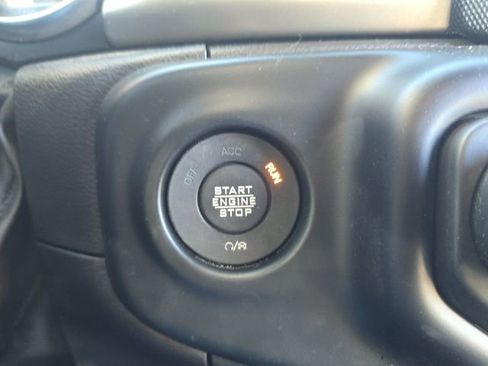 ACC
OFF
RUN
START
ENGINE
STOP